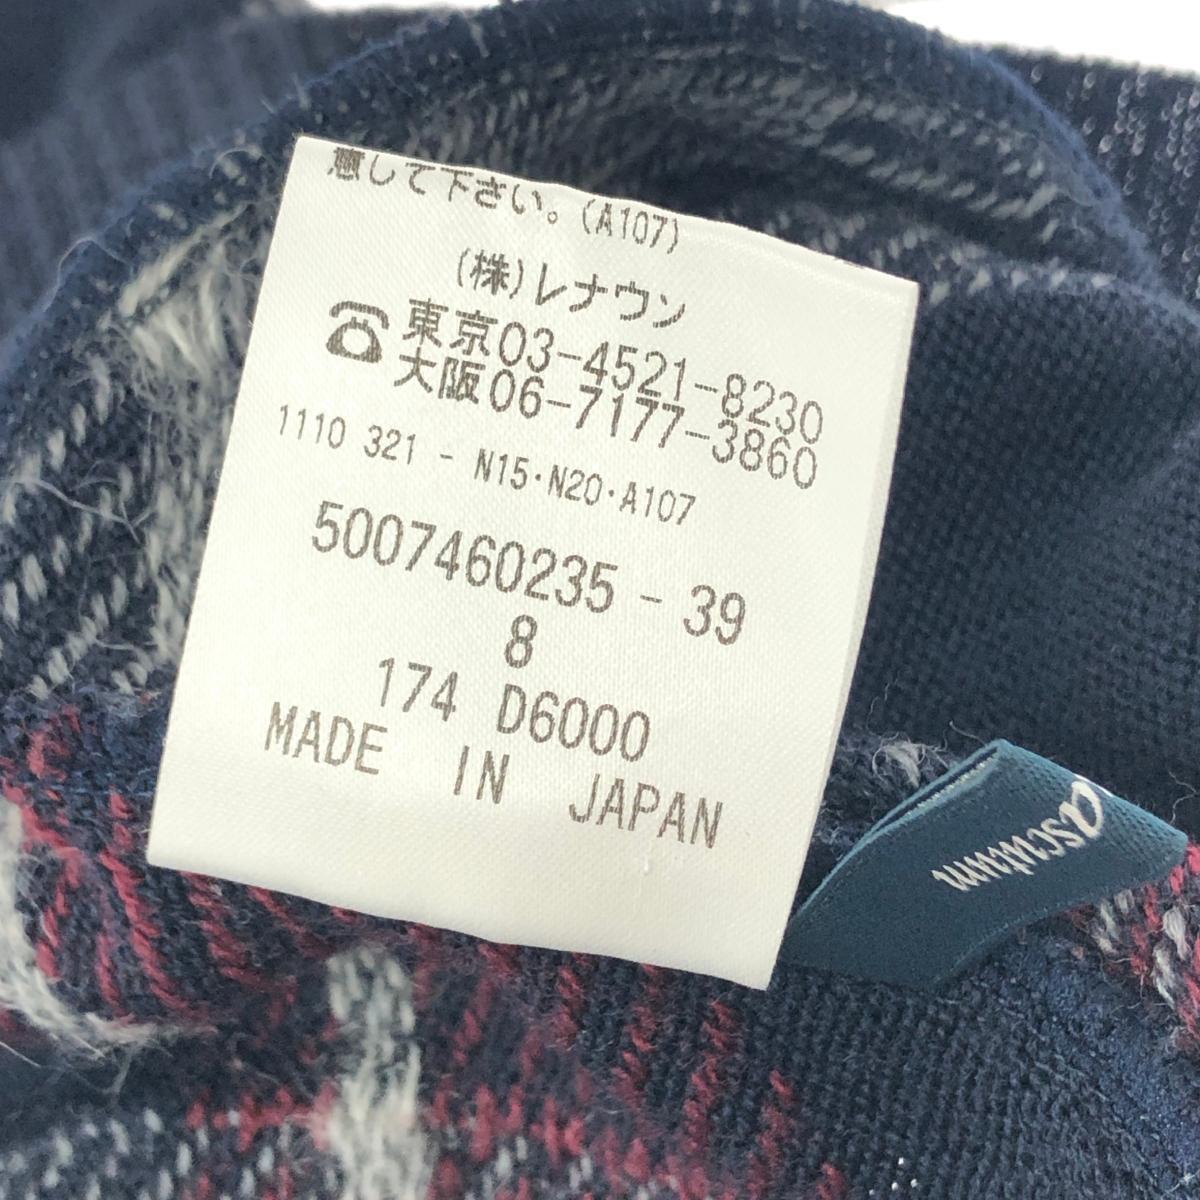 意して下さい。(A107)
(株)レナウン
☎ 東京03-4521-8230
大阪06-7177-3860
1110 321 - N15・N20・A107
5007460235 - 39
8
174 D6000
MADE IN JAPAN
ascutum